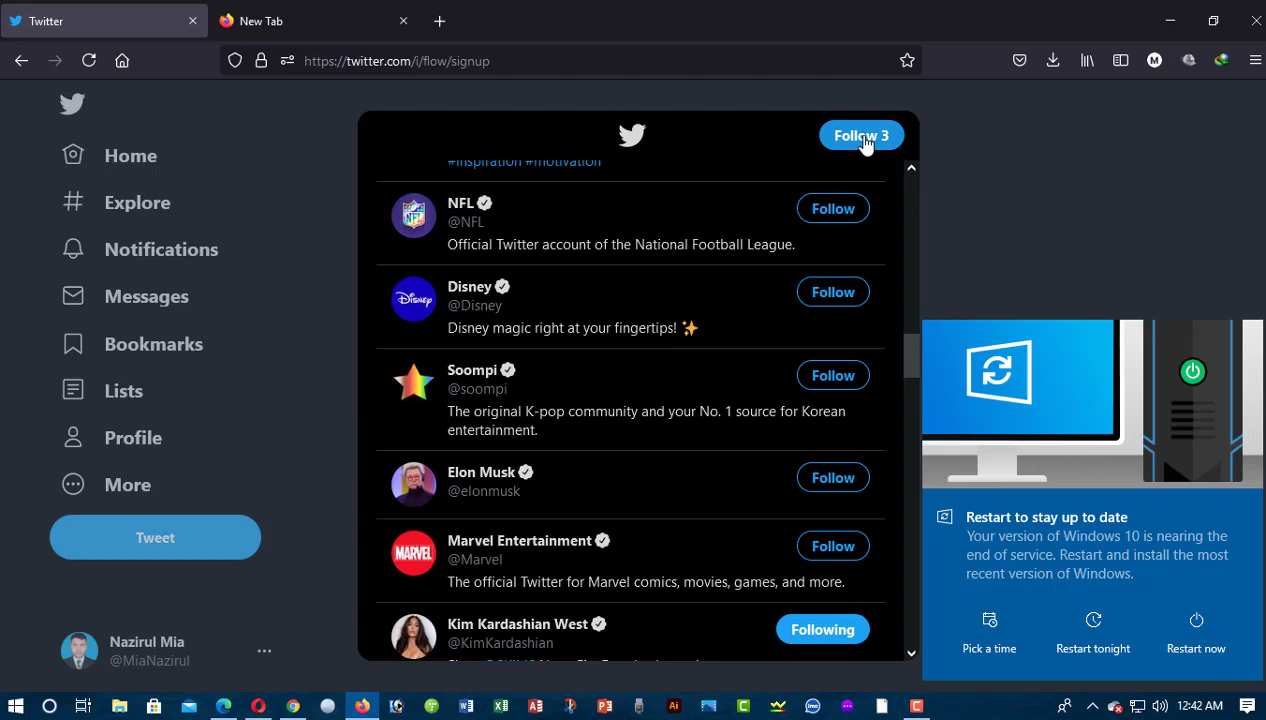 Twitter
New Tab
https://twitter.com/i/flow/signup
Home
Explore
Notifications
Messages
Bookmarks
Lists
Profile
More
Tweet
Nazirul Mia
@MiaNazirul
Follow 3
#inspiration #motivation
NFL
@NFL
Official Twitter account of the National Football League.
Follow
Disney
@Disney
Disney magic right at your fingertips! ✨
Follow
Soompi
@soompi
The original K-pop community and your No. 1 source for Korean
entertainment.
Follow
Elon Musk
@elonmusk
Follow
MARVEL
Marvel Entertainment
@Marvel
The official Twitter for Marvel comics, movies, games, and more.
Follow
Kim Kardashian West
@KimKardashian
Following
Restart to stay up to date
Your version of Windows 10 is nearing the
end of service. Restart and install the most
recent version of Windows.
Pick a time
Restart tonight
Restart now
12:42 AM